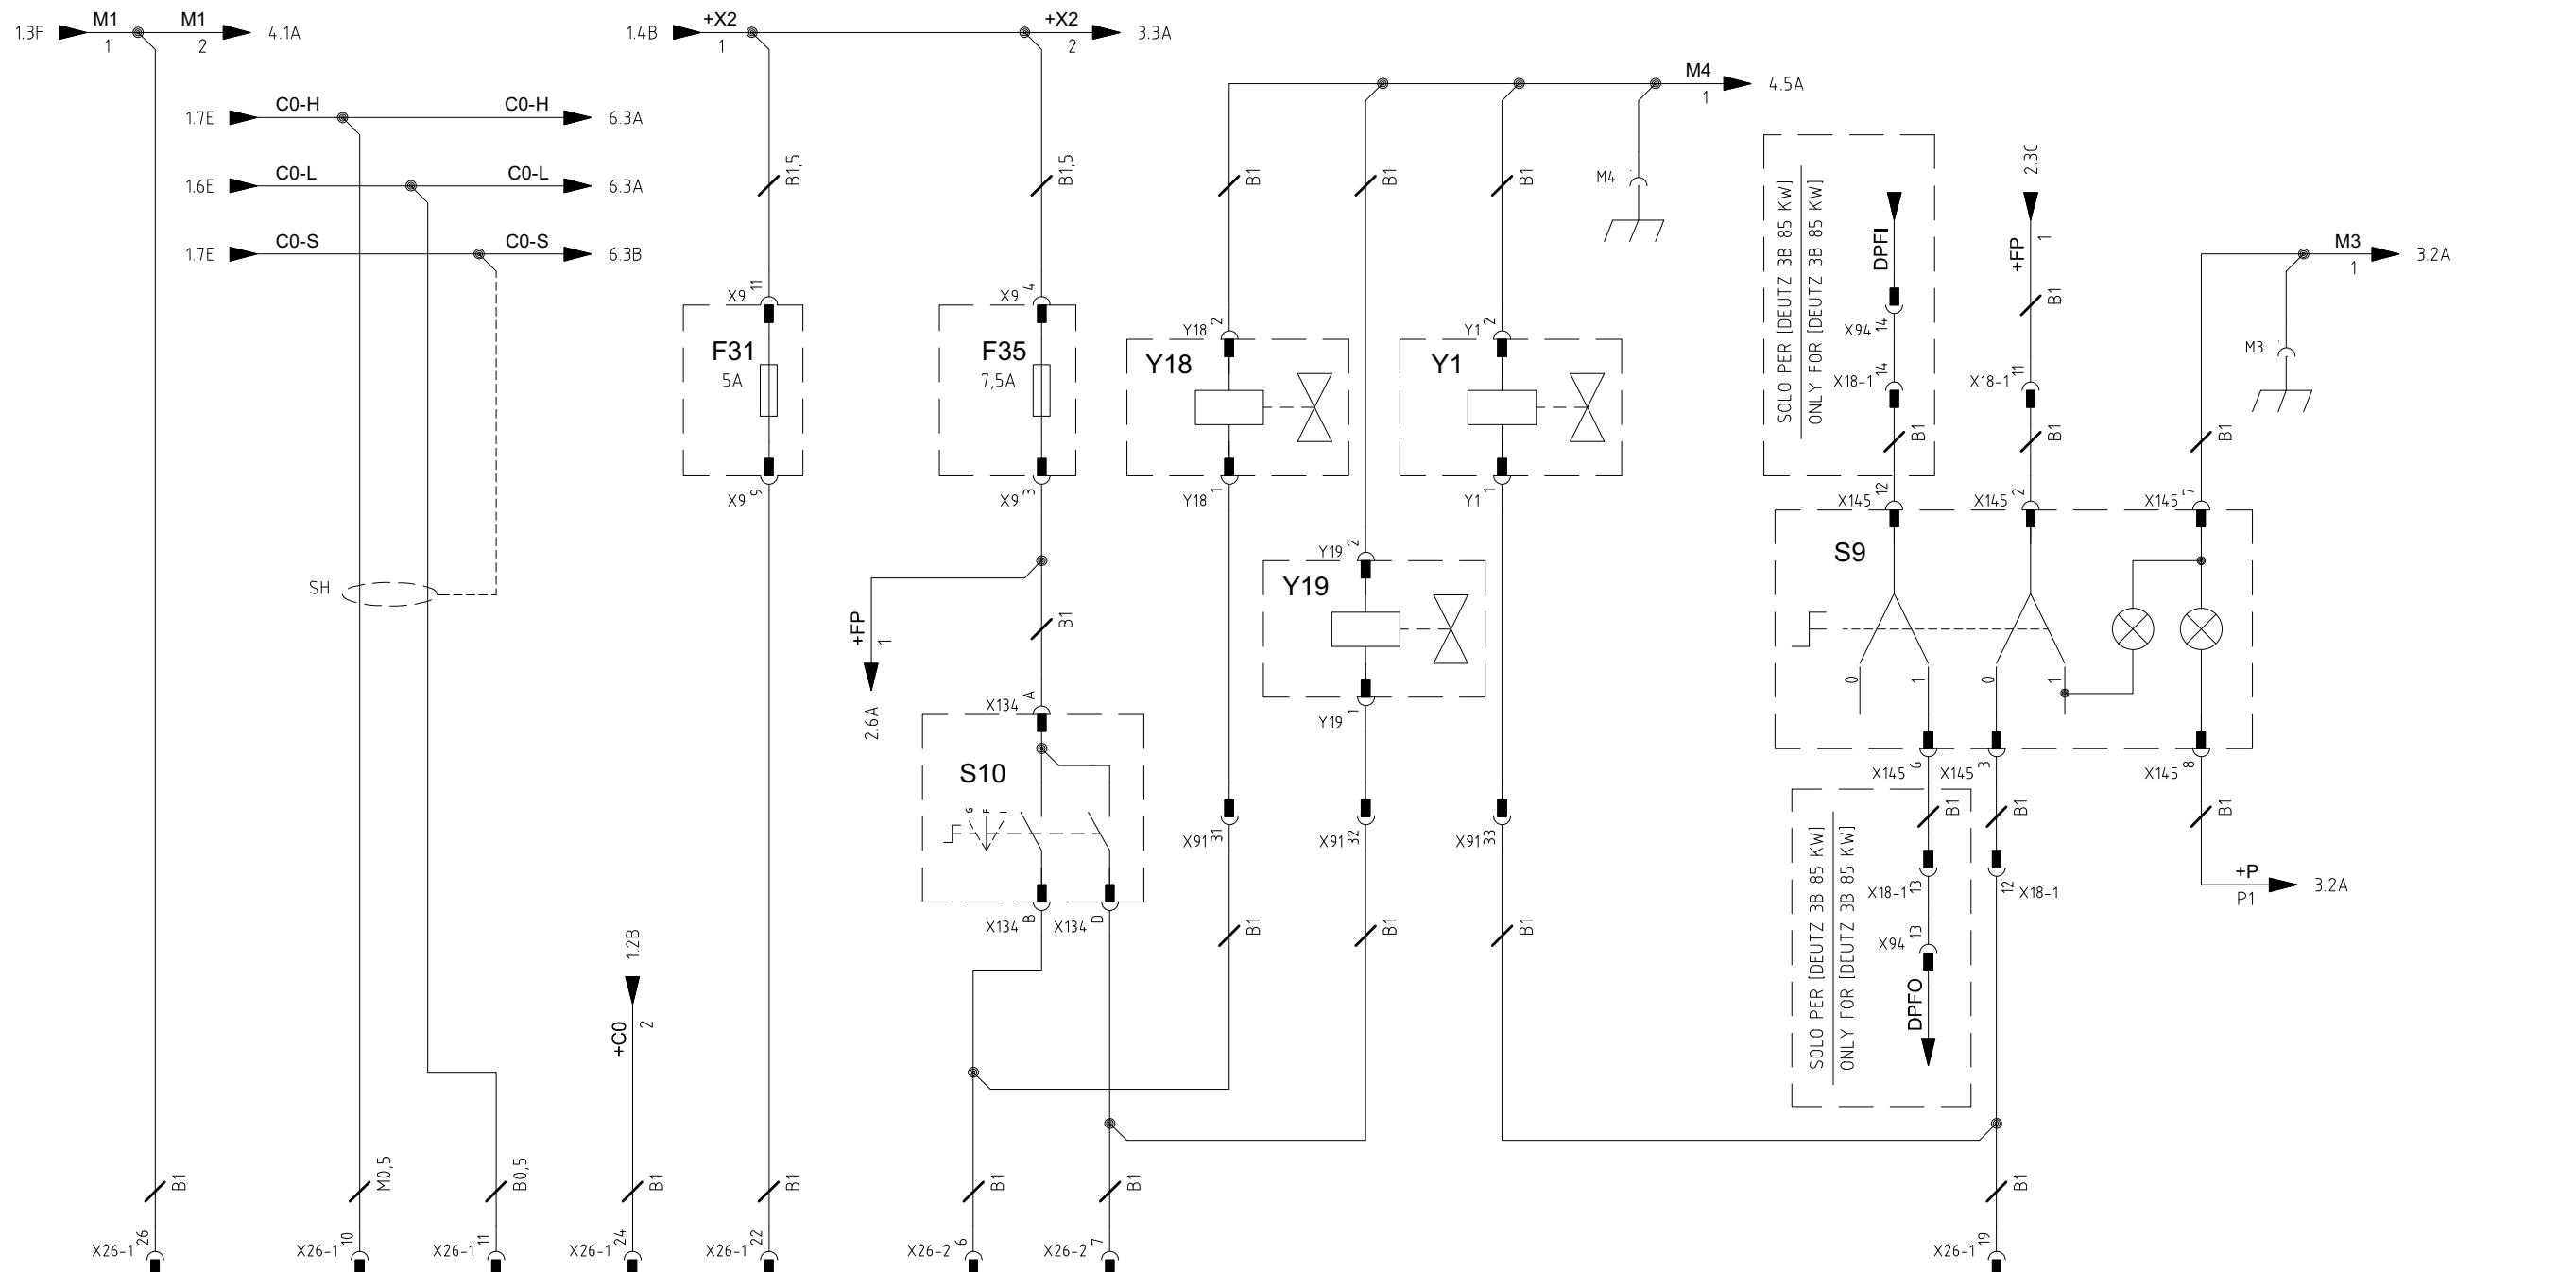 1.3F M1 M1 4.1A
1 2
1.4B +X2 +X2 3.3A
1 2
M4 4.5A
1
1.7E C0-H C0-H 6.3A
1.6E C0-L C0-L 6.3A
1.7E C0-S C0-S 6.3B
B1,5
B1,5
B1
B1
B1
M4
SOLO PER [DEUTZ 3B 85 KW]
ONLY FOR [DEUTZ 3B 85 KW]
DPFI
X94 14
X18-1 14
B1
2.3C
+FP 1
B1
X18-1 11
B1
M3 3.2A
1
M3
B1
X9 11
F31
5A
X9 9
X9 4
F35
7,5A
X9 3
Y18 2
Y18
Y18 1
Y1 2
Y1
Y1 1
X145 12
X145 2
X145 7
S9
0 1 0 1
X145 6
X145 3
X145 8
SH
+FP 1
2.6A
B1
Y19 2
Y19
Y19 1
X134 A
S10
G F I
X134 B
X134 D
X91 31
X91 32
X91 33
B1
B1
B1
SOLO PER [DEUTZ 3B 85 KW]
ONLY FOR [DEUTZ 3B 85 KW]
B1
X18-1 13
X94 13
DPFO
B1
12 X18-1
B1
+P 3.2A
P1
1.2B
+C0 2
B1
M0,5
B0,5
B1
B1
B1
B1
B1
X26-1 26
X26-1 10
X26-1 11
X26-1 24
X26-1 22
X26-2 6
X26-2 7
X26-1 19